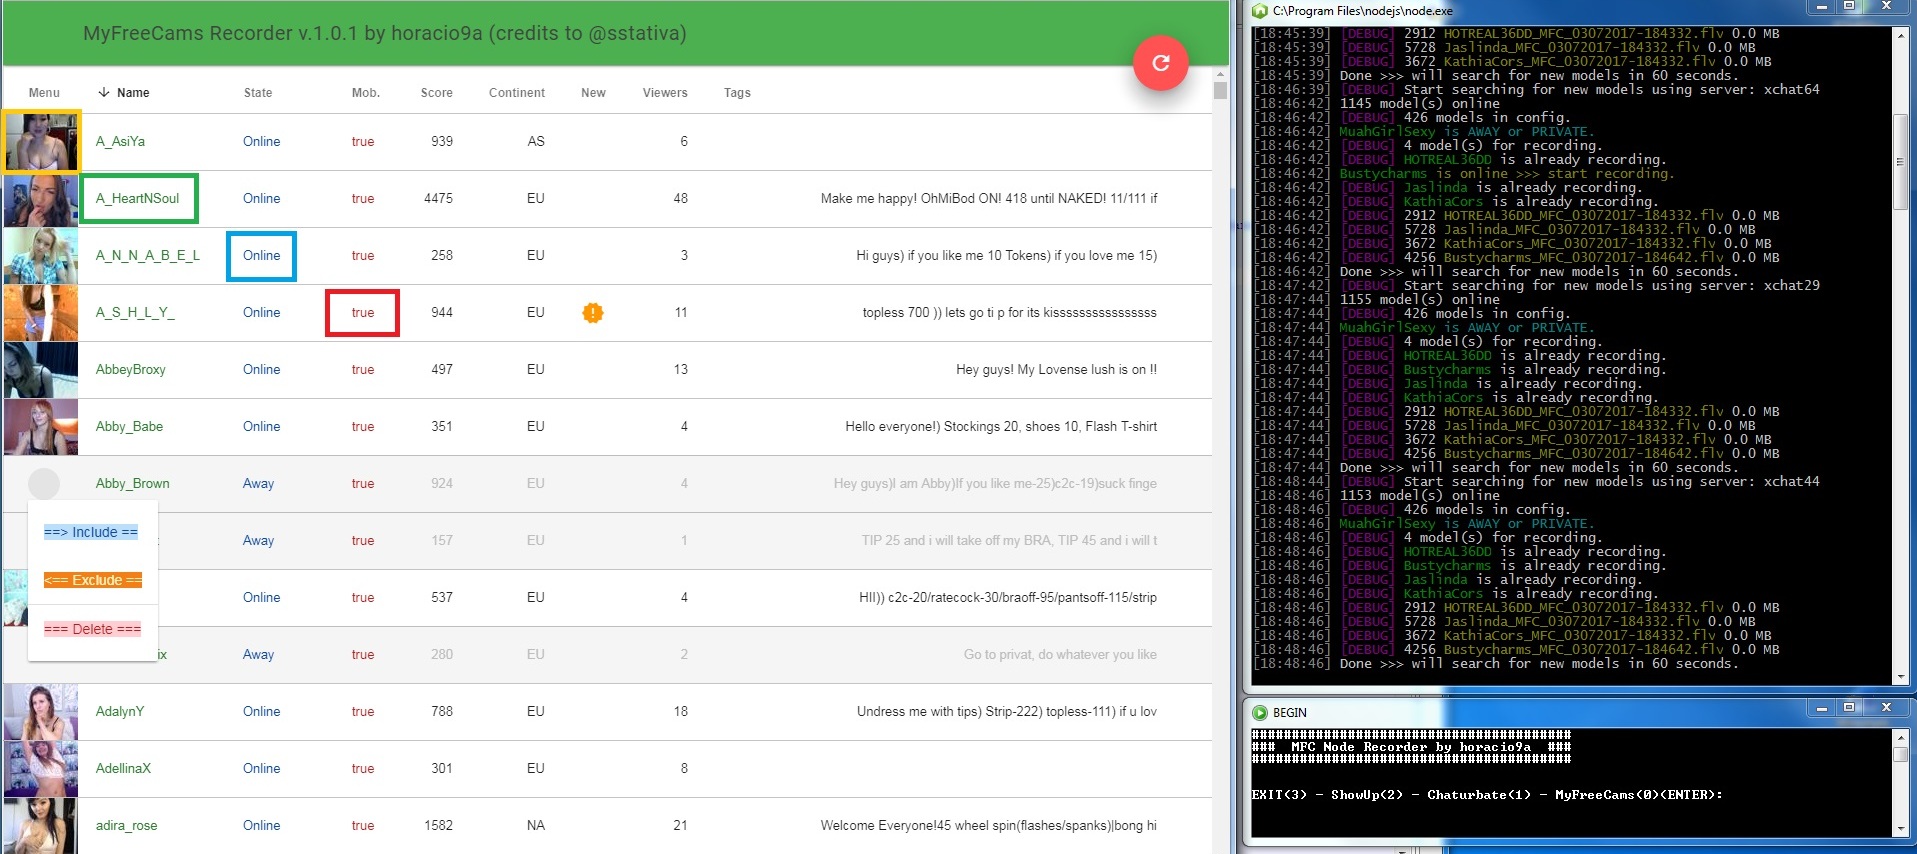 MyFreeCams Recorder v.1.0.1 by horacio9a (credits to @sstativa)
Menu Name State Mob. Score Continent New Viewers Tags
A_AsiYa Online true 939 AS 6
A_HeartNSoul Online true 4475 EU 48 Make me happy! OhMiBod ON! 418 until NAKED! 11/111 if
A_N_N_A_B_E_L Online true 258 EU 3 Hi guys) if you like me 10 Tokens) if you love me 15)
A_S_H_L_Y_ Online true 944 EU 11 topless 700 )) lets go ti p for its kisssssssssssssssss
AbbeyBroxy Online true 497 EU 13 Hey guys! My Lovense lush is on !!
Abby_Babe Online true 351 EU 4 Hello everyone!) Stockings 20, shoes 10, Flash T-shirt
Abby_Brown Away true 924 EU 4 Hey guys)I am Abby)If you like me-25)c2c-19)suck finge
==> Include ==
Away true 157 EU 1 TIP 25 and i will take off my BRA, TIP 45 and i will t
<== Exclude ==
Online true 537 EU 4 HII)) c2c-20/ratecock-30/braoff-95/pantsoff-115/strip
=== Delete ===
ix Away true 280 EU 2 Go to privat, do whatever you like
AdalynY Online true 788 EU 18 Undress me with tips) Strip-222) topless-111) if u lov
AdellinaX Online true 301 EU 8
adira_rose Online true 1582 NA 21 Welcome Everyone!45 wheel spin(flashes/spanks)|bong hi
C:\Program Files\nodejs\node.exe
[18:45:39] [DEBUG] 2912 HOTREAL36DD_MFC_03072017-184332.flv 0.0 MB
[18:45:39] [DEBUG] 5728 Jaslinda_MFC_03072017-184332.flv 0.0 MB
[18:45:39] [DEBUG] 3672 KathiaCors_MFC_03072017-184332.flv 0.0 MB
[18:45:39] Done >>> will search for new models in 60 seconds.
[18:46:39] [DEBUG] Start searching for new models using server: xchat64
[18:46:42] 1145 model(s) online
[18:46:42] [DEBUG] 426 models in config.
[18:46:42] MuahGirlSexy is AWAY or PRIVATE.
[18:46:42] [DEBUG] 4 model(s) for recording.
[18:46:42] [DEBUG] HOTREAL36DD is already recording.
[18:46:42] Bustycharms is online >>> start recording.
[18:46:42] [DEBUG] Jaslinda is already recording.
[18:46:42] [DEBUG] KathiaCors is already recording.
[18:46:42] [DEBUG] 2912 HOTREAL36DD_MFC_03072017-184332.flv 0.0 MB
[18:46:42] [DEBUG] 5728 Jaslinda_MFC_03072017-184332.flv 0.0 MB
[18:46:42] [DEBUG] 3672 KathiaCors_MFC_03072017-184332.flv 0.0 MB
[18:46:42] [DEBUG] 4256 Bustycharms_MFC_03072017-184642.flv 0.0 MB
[18:46:42] Done >>> will search for new models in 60 seconds.
[18:47:42] [DEBUG] Start searching for new models using server: xchat29
[18:47:44] 1155 model(s) online
[18:47:44] [DEBUG] 426 models in config.
[18:47:44] MuahGirlSexy is AWAY or PRIVATE.
[18:47:44] [DEBUG] 4 model(s) for recording.
[18:47:44] [DEBUG] HOTREAL36DD is already recording.
[18:47:44] [DEBUG] Bustycharms is already recording.
[18:47:44] [DEBUG] Jaslinda is already recording.
[18:47:44] [DEBUG] KathiaCors is already recording.
[18:47:44] [DEBUG] 2912 HOTREAL36DD_MFC_03072017-184332.flv 0.0 MB
[18:47:44] [DEBUG] 5728 Jaslinda_MFC_03072017-184332.flv 0.0 MB
[18:47:44] [DEBUG] 3672 KathiaCors_MFC_03072017-184332.flv 0.0 MB
[18:47:44] [DEBUG] 4256 Bustycharms_MFC_03072017-184642.flv 0.0 MB
[18:47:44] Done >>> will search for new models in 60 seconds.
[18:48:44] [DEBUG] Start searching for new models using server: xchat44
[18:48:46] 1153 model(s) online
[18:48:46] [DEBUG] 426 models in config.
[18:48:46] MuahGirlSexy is AWAY or PRIVATE.
[18:48:46] [DEBUG] 4 model(s) for recording.
[18:48:46] [DEBUG] HOTREAL36DD is already recording.
[18:48:46] [DEBUG] Bustycharms is already recording.
[18:48:46] [DEBUG] Jaslinda is already recording.
[18:48:46] [DEBUG] KathiaCors is already recording.
[18:48:46] [DEBUG] 2912 HOTREAL36DD_MFC_03072017-184332.flv 0.0 MB
[18:48:46] [DEBUG] 5728 Jaslinda_MFC_03072017-184332.flv 0.0 MB
[18:48:46] [DEBUG] 3672 KathiaCors_MFC_03072017-184332.flv 0.0 MB
[18:48:46] [DEBUG] 4256 Bustycharms_MFC_03072017-184642.flv 0.0 MB
[18:48:46] Done >>> will search for new models in 60 seconds.
BEGIN
########################################
### MFC Node Recorder by horacio9a ###
########################################
EXIT(3) - ShowUp(2) - Chaturbate(1) - MyFreeCams(0)(ENTER):